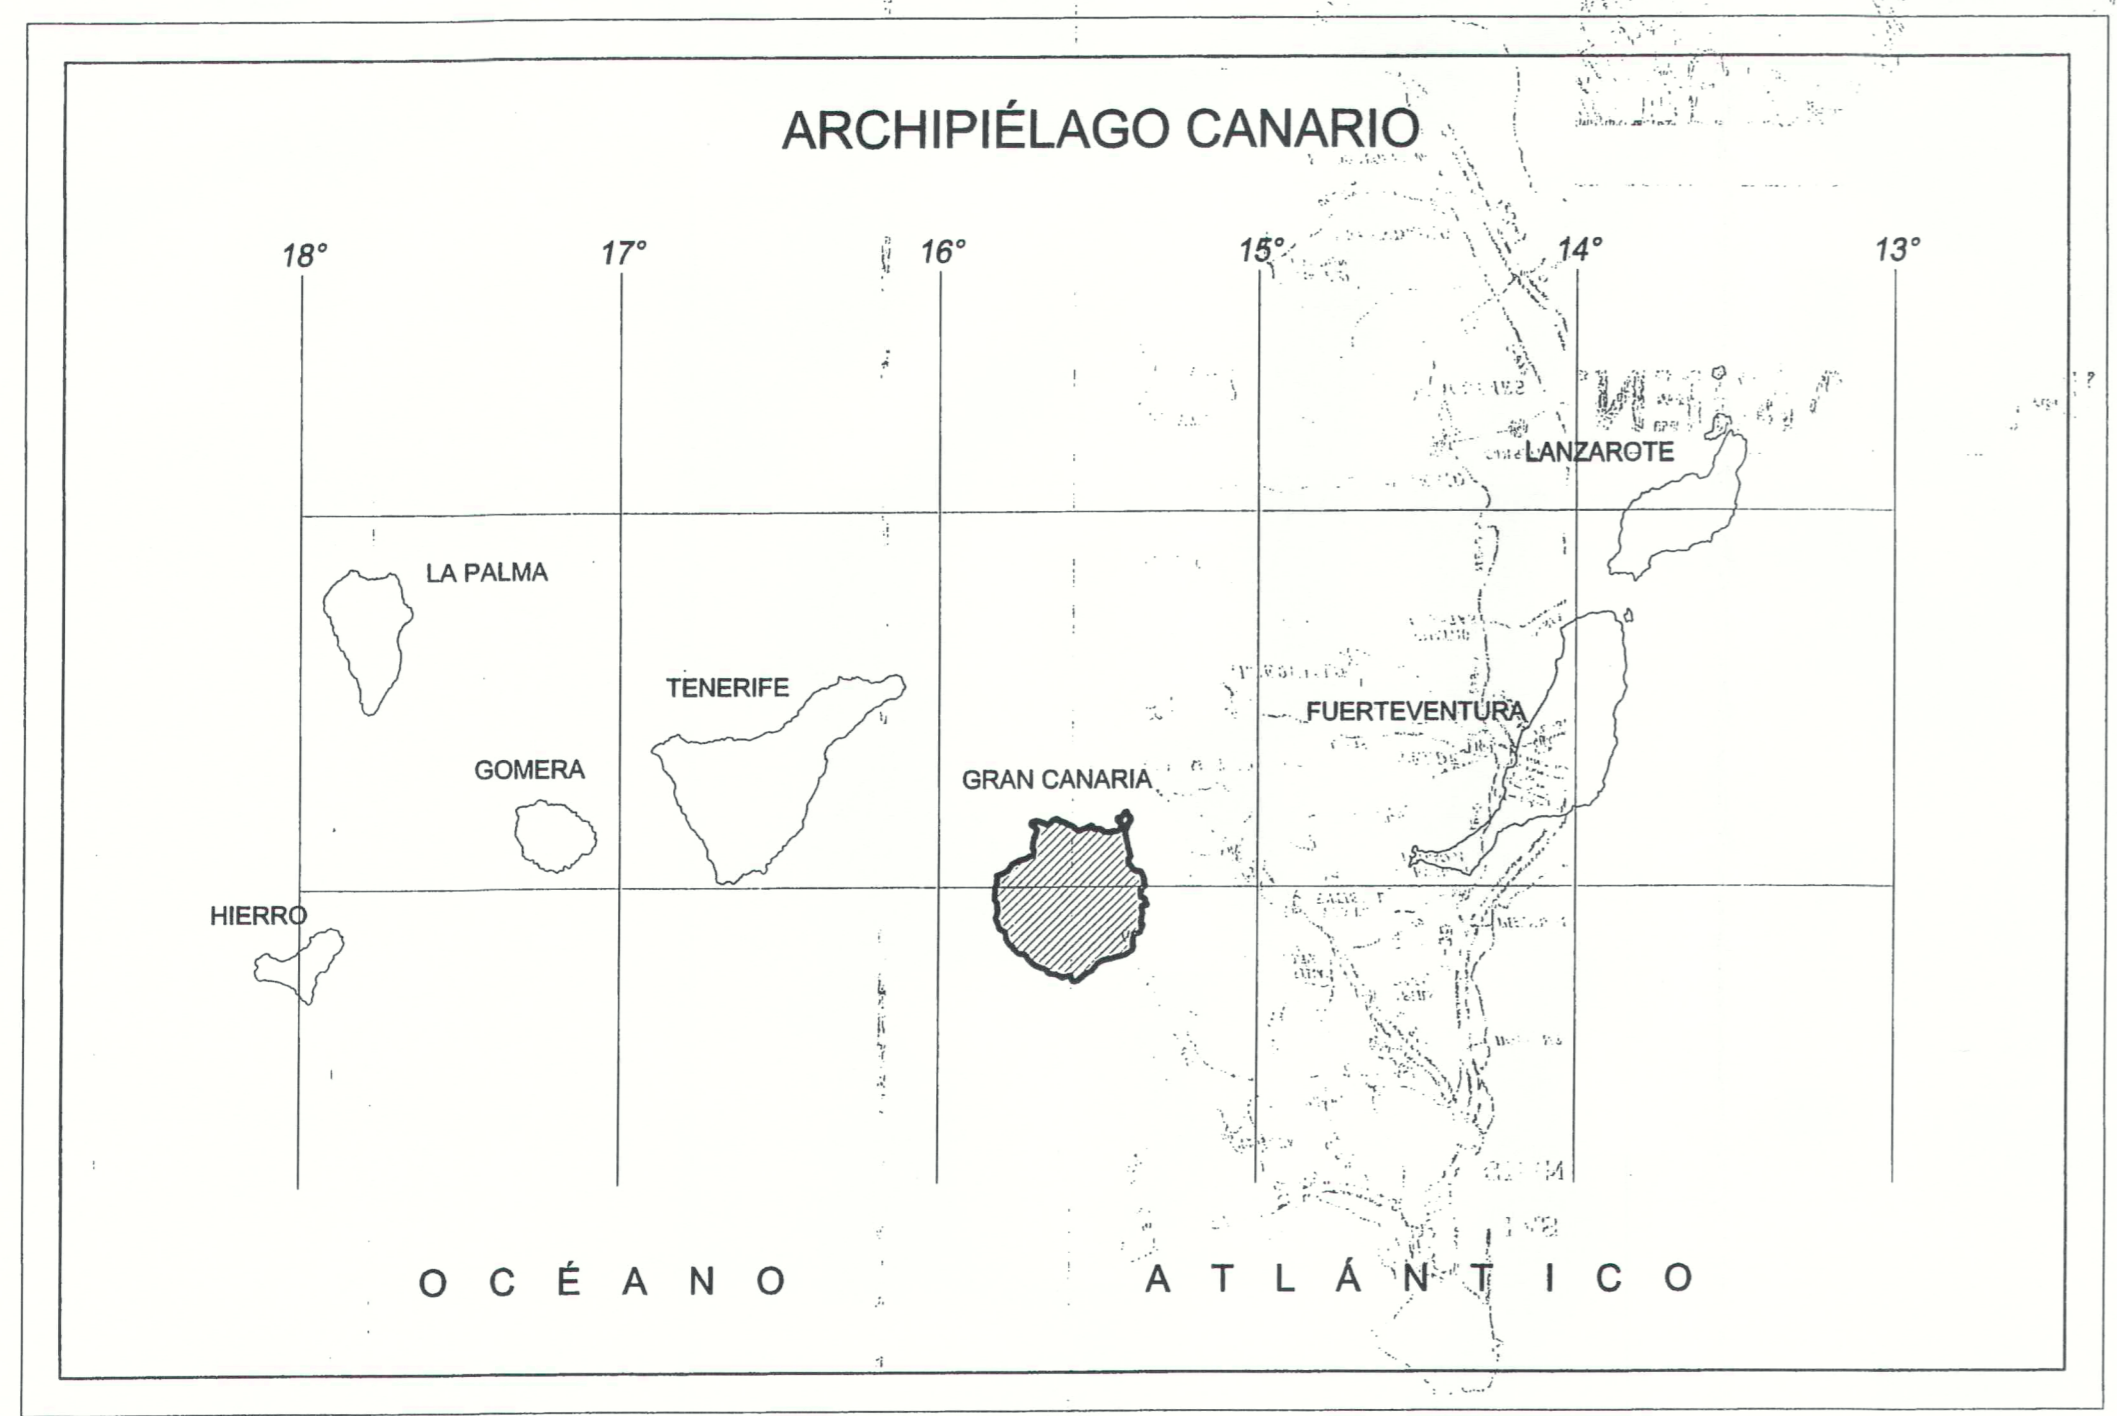 ARCHIPIÉLAGO CANARIO
18° 17° 16° 15° 14° 13°
LANZAROTE
LA PALMA
TENERIFE
FUERTEVENTURA
GOMERA
GRAN CANARIA
HIERRO
OCÉANO ATLÁNTICO